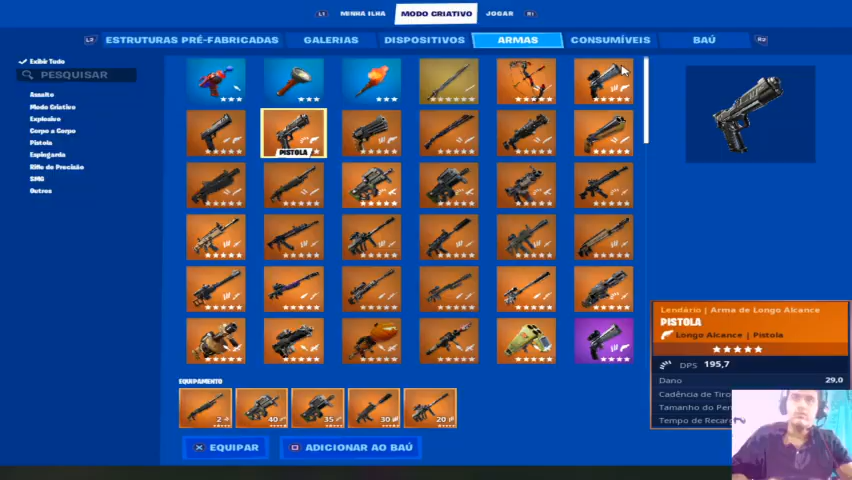 L1 MINHA ILHA MODO CRIATIVO JOGAR R1
L2 ESTRUTURAS PRÉ-FABRICADAS GALERIAS DISPOSITIVOS ARMAS CONSUMÍVEIS BAÚ R2
Exibir Tudo
PESQUISAR
Assalto
Modo Criativo
Explosivo
Corpo a Corpo
Pistola
Espingarda
Rifle de Precisão
SMG
Outros
PISTOLA
Lendário | Arma de Longo Alcance
PISTOLA
Longo Alcance | Pistola
DPS 195,7
Dano 29,0
Cadência de Tiro
Tamanho do Pen
Tempo de Recar
EQUIPAMENTO
2 40 35 30 20
EQUIPAR ADICIONAR AO BAÚ